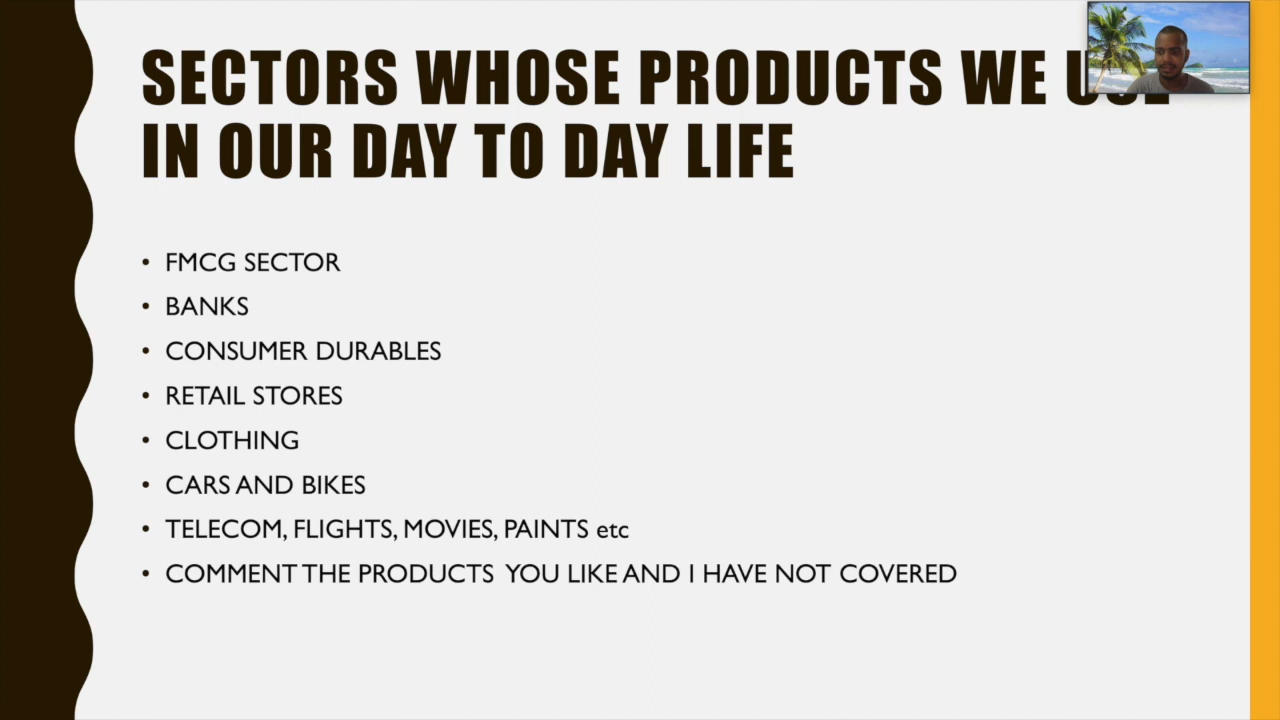 SECTORS WHOSE PRODUCTS WE
IN OUR DAY TO DAY LIFE
• FMCG SECTOR
• BANKS
• CONSUMER DURABLES
• RETAIL STORES
• CLOTHING
• CARS AND BIKES
• TELECOM, FLIGHTS, MOVIES, PAINTS etc
• COMMENT THE PRODUCTS YOU LIKE AND I HAVE NOT COVERED